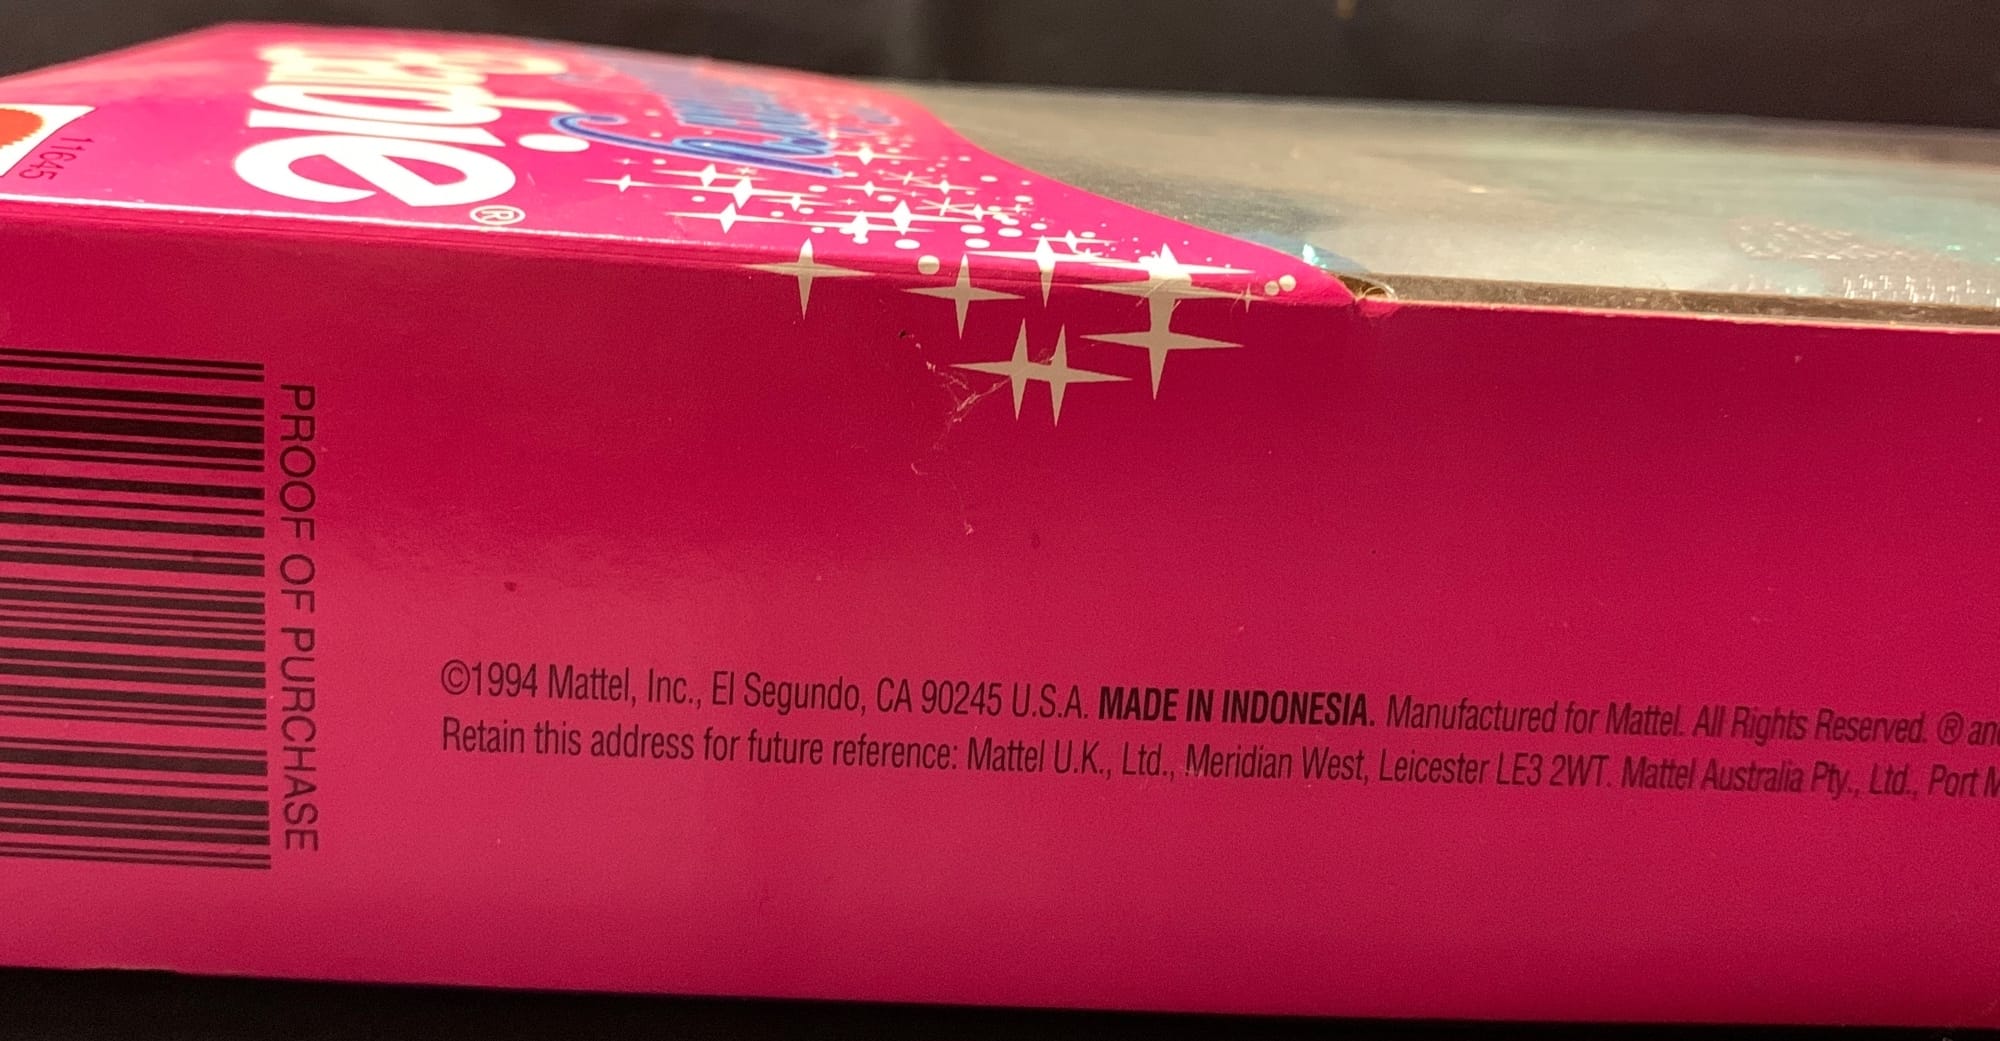 Barbie®
11645
PROOF OF PURCHASE
©1994 Mattel, Inc., El Segundo, CA 90245 U.S.A. MADE IN INDONESIA. Manufactured for Mattel. All Rights Reserved. ® an
Retain this address for future reference: Mattel U.K., Ltd., Meridian West, Leicester LE3 2WT. Mattel Australia Pty., Ltd., Port M